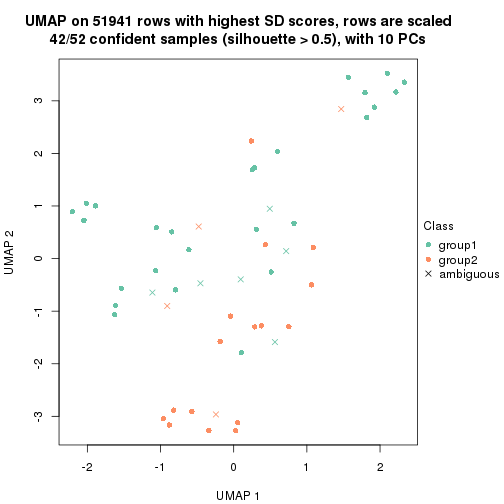 UMAP on 51941 rows with highest SD scores, rows are scaled
42/52 confident samples (silhouette > 0.5), with 10 PCs
3
2
1
0
-1
-2
-3
UMAP 2
-2
-1
0
1
2
UMAP 1
Class
group1
group2
ambiguous